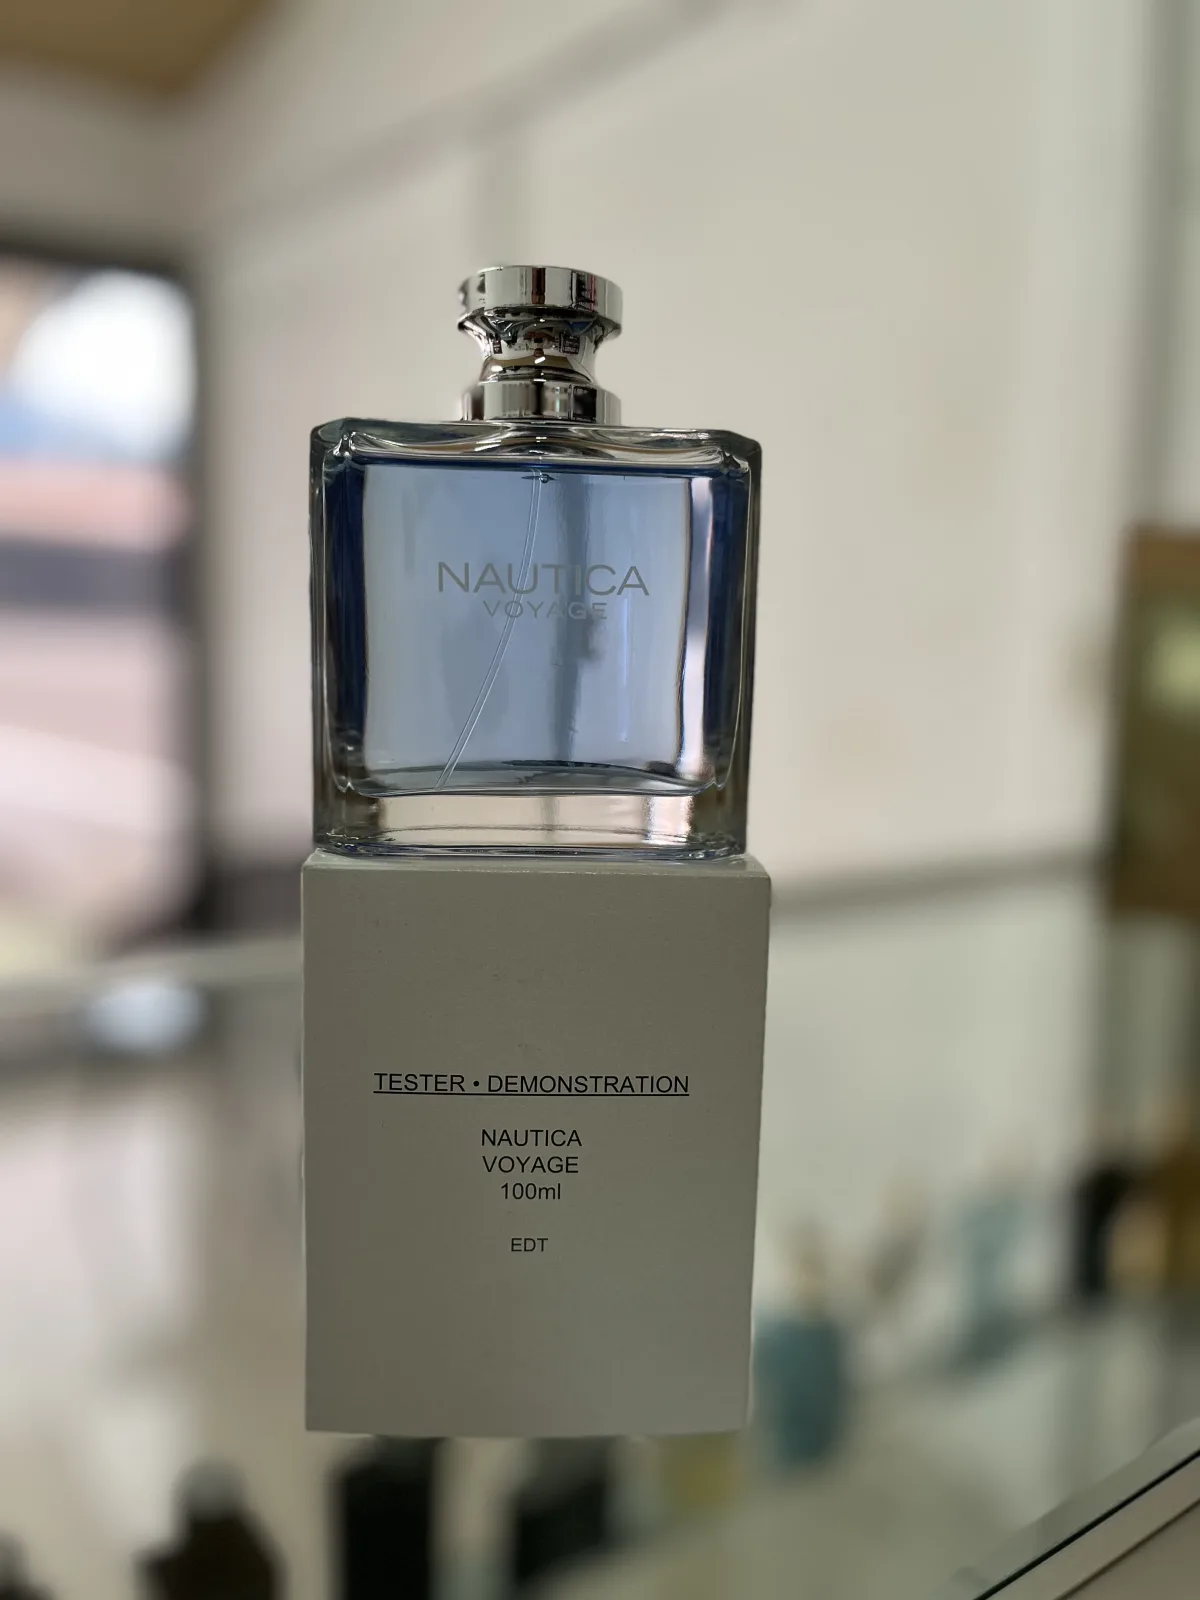 NAUTICA
VOYAGE
TESTER • DEMONSTRATION
NAUTICA
VOYAGE
100ml
EDT